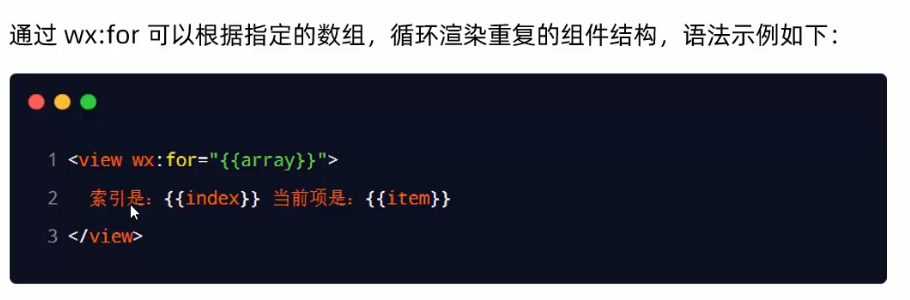 通过 wx:for 可以根据指定的数组，循环渲染重复的组件结构，语法示例如下：
1 <view wx:for="{{array}}">
2 索引是：{{index}} 当前项是：{{item}}
3 </view>